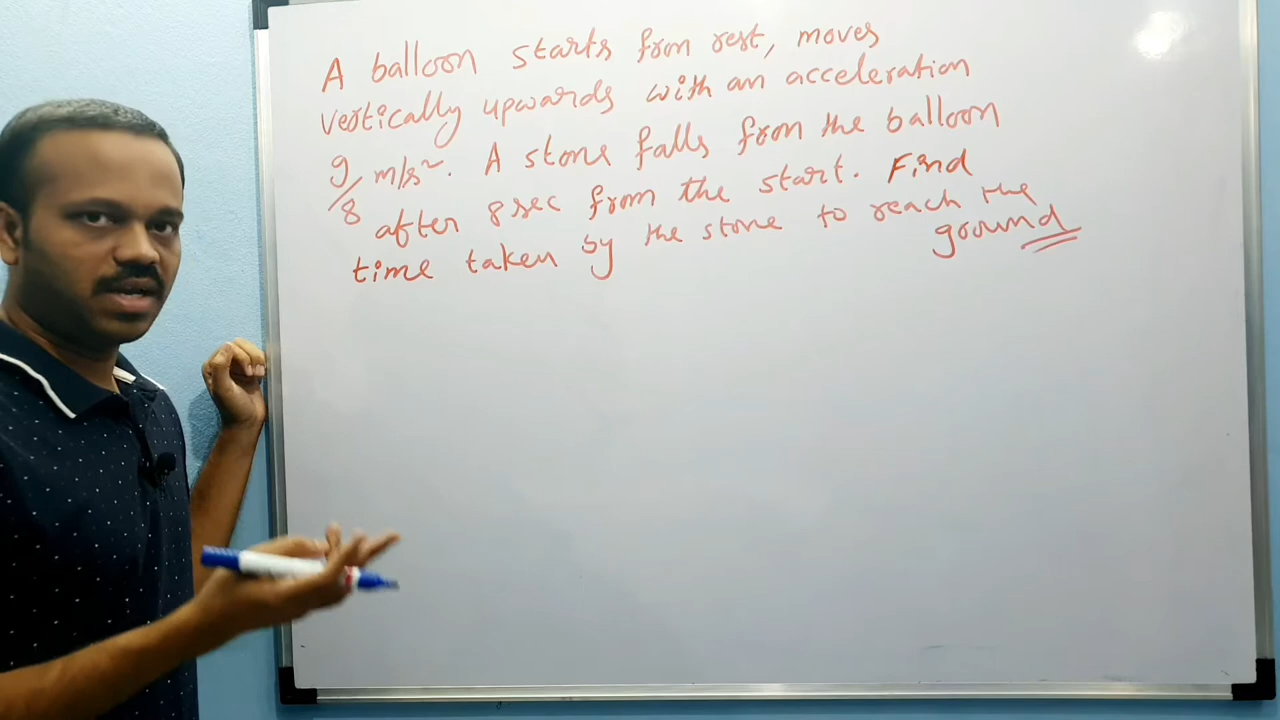 A balloon starts from rest, moves
vertically upwards with an acceleration
g/8 m/s². A stone falls from the balloon
after 8 sec from the start. Find
time taken by the stone to reach the
ground